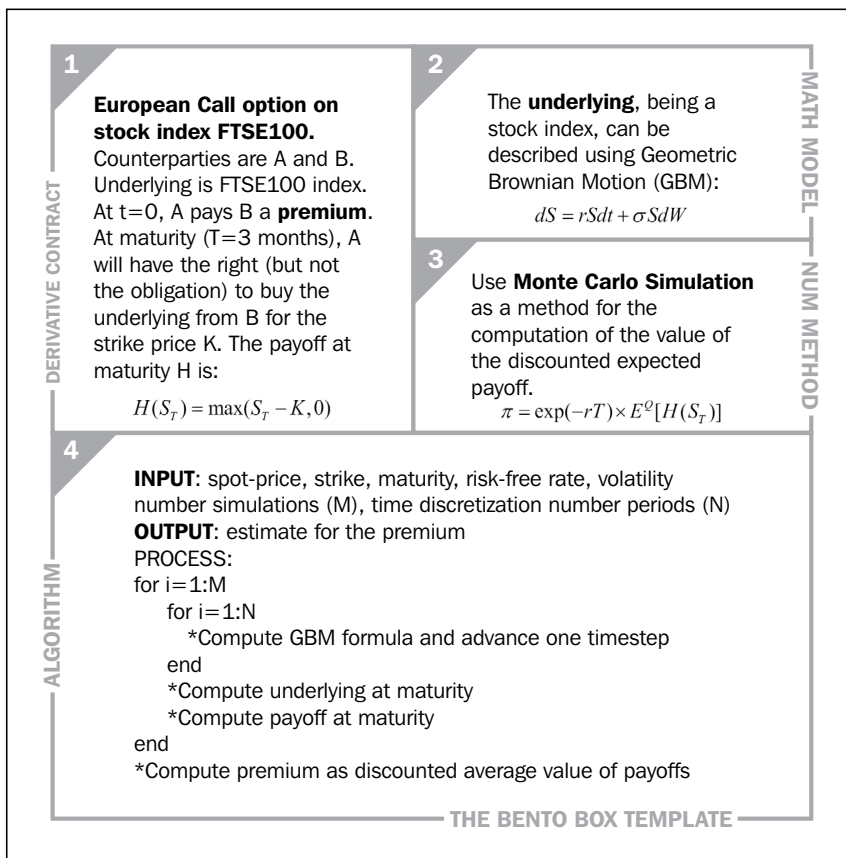 1
European Call option on
stock index FTSE100.
Counterparties are A and B.
Underlying is FTSE100 index.
At t=0, A pays B a premium.
At maturity (T=3 months), A
will have the right (but not
the obligation) to buy the
underlying from B for the
strike price K. The payoff at
maturity H is:
H(S_T) = max(S_T − K, 0)
DERIVATIVE CONTRACT
2
The underlying, being a
stock index, can be
described using Geometric
Brownian Motion (GBM):
dS = rSdt + σSdW
MATH MODEL
3
Use Monte Carlo Simulation
as a method for the
computation of the value of
the discounted expected
payoff.
π = exp(−rT) × E^Q[H(S_T)]
NUM METHOD
4
INPUT: spot-price, strike, maturity, risk-free rate, volatility
number simulations (M), time discretization number periods (N)
OUTPUT: estimate for the premium
PROCESS:
for i=1:M
for i=1:N
*Compute GBM formula and advance one timestep
end
*Compute underlying at maturity
*Compute payoff at maturity
end
*Compute premium as discounted average value of payoffs
ALGORITHM
THE BENTO BOX TEMPLATE